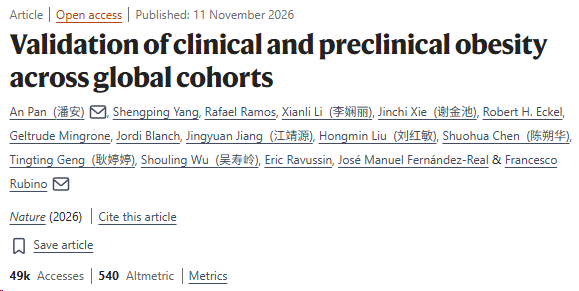 Article | Open access | Published: 11 November 2026
Validation of clinical and preclinical obesity
across global cohorts
An Pan (潘安), Shengping Yang, Rafael Ramos, Xianli Li (李娴丽), Jinchi Xie (谢金池), Robert H. Eckel,
Geltrude Mingrone, Jordi Blanch, Jingyuan Jiang (江靖源), Hongmin Liu (刘红敏), Shuohua Chen (陈朔华),
Tingting Geng (耿婷婷), Shouling Wu (吴寿岭), Eric Ravussin, José Manuel Fernández-Real & Francesco
Rubino
Nature (2026) | Cite this article
Save article
49k Accesses | 540 Altmetric | Metrics